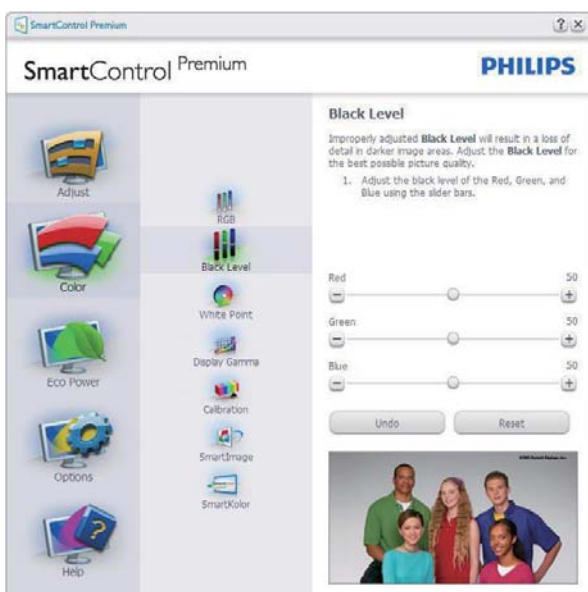 SmartControl Premium
SmartControl Premium
PHILIPS
Adjust
Color
Eco Power
Options
Help
RGB
Black Level
White Point
Display Gamma
Calibration
SmartImage
SmartKolor
Black Level
Improperly adjusted Black Level will result in a loss of
detail in darker image areas. Adjust the Black Level for
the best possible picture quality.
1. Adjust the black level of the Red, Green, and
Blue using the slider bars.
Red 50
Green 50
Blue 50
Undo Reset